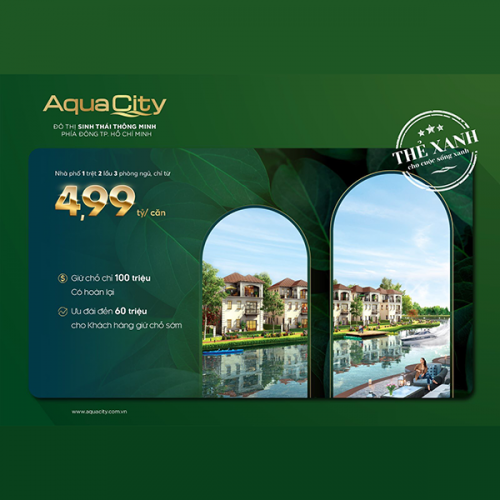 Aqua City
ĐÔ THỊ SINH THÁI THÔNG MINH
PHÍA ĐÔNG TP. HỒ CHÍ MINH
THẺ XANH
cho cuộc sống xanh
Nhà phố 1 trệt 2 lầu 3 phòng ngủ, chỉ từ
4,99 tỷ/ căn
Giữ chỗ chỉ 100 triệu
Có hoàn lại
Ưu đãi đến 60 triệu
cho Khách hàng giữ chỗ sớm
www.aquacity.com.vn